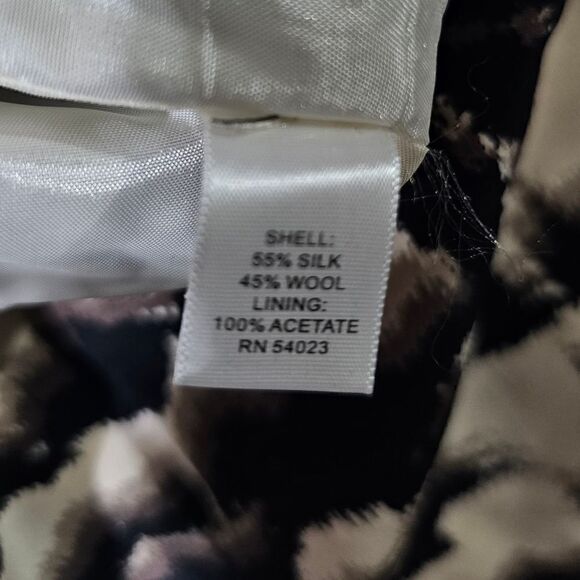 SHELL:
55% SILK
45% WOOL
LINING:
100% ACETATE
RN 54023